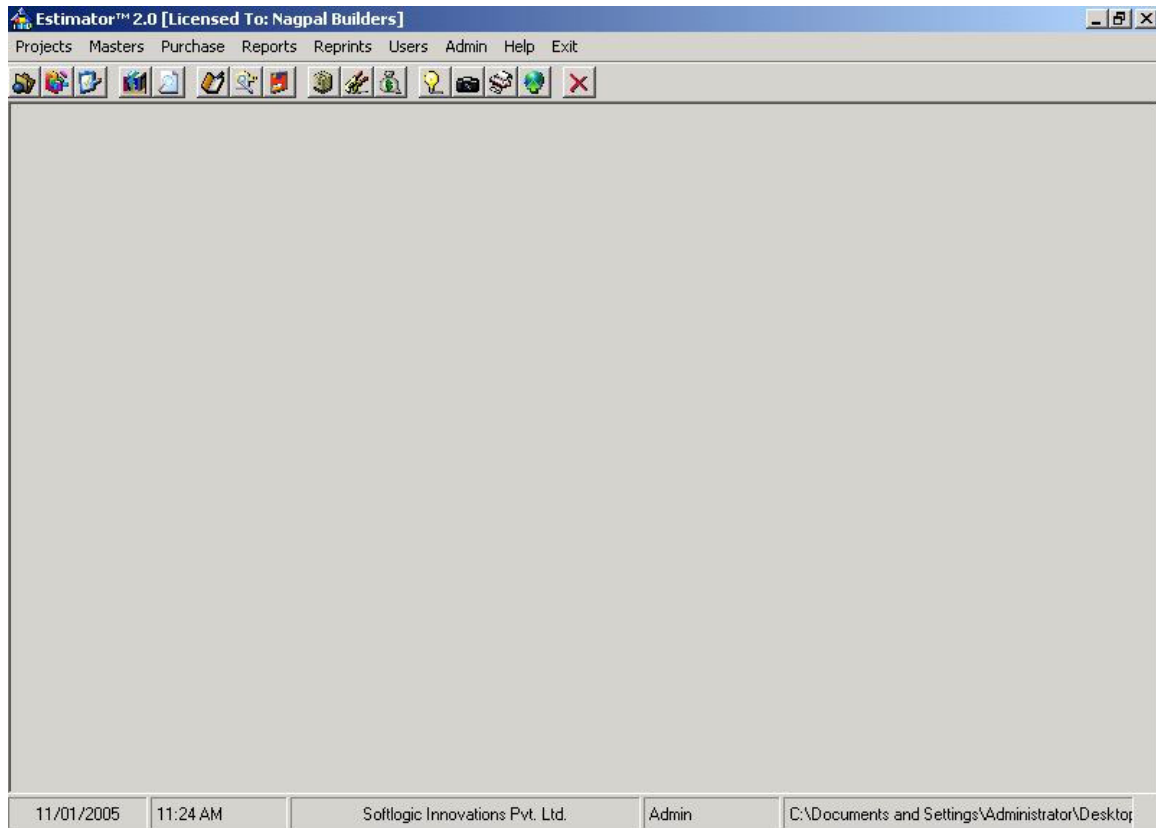 Estimator™ 2.0 [Licensed To: Nagpal Builders]
Projects Masters Purchase Reports Reprints Users Admin Help Exit
11/01/2005 11:24 AM Softlogic Innovations Pvt. Ltd. Admin C:\Documents and Settings\Administrator\Desktop